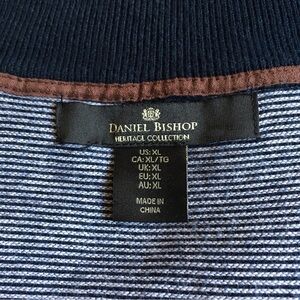 DANIEL BISHOP
HERITAGE COLLECTION
US: XL
CA: XL/TG
UK: XL
EU: XL
AU: XL
MADE IN
CHINA